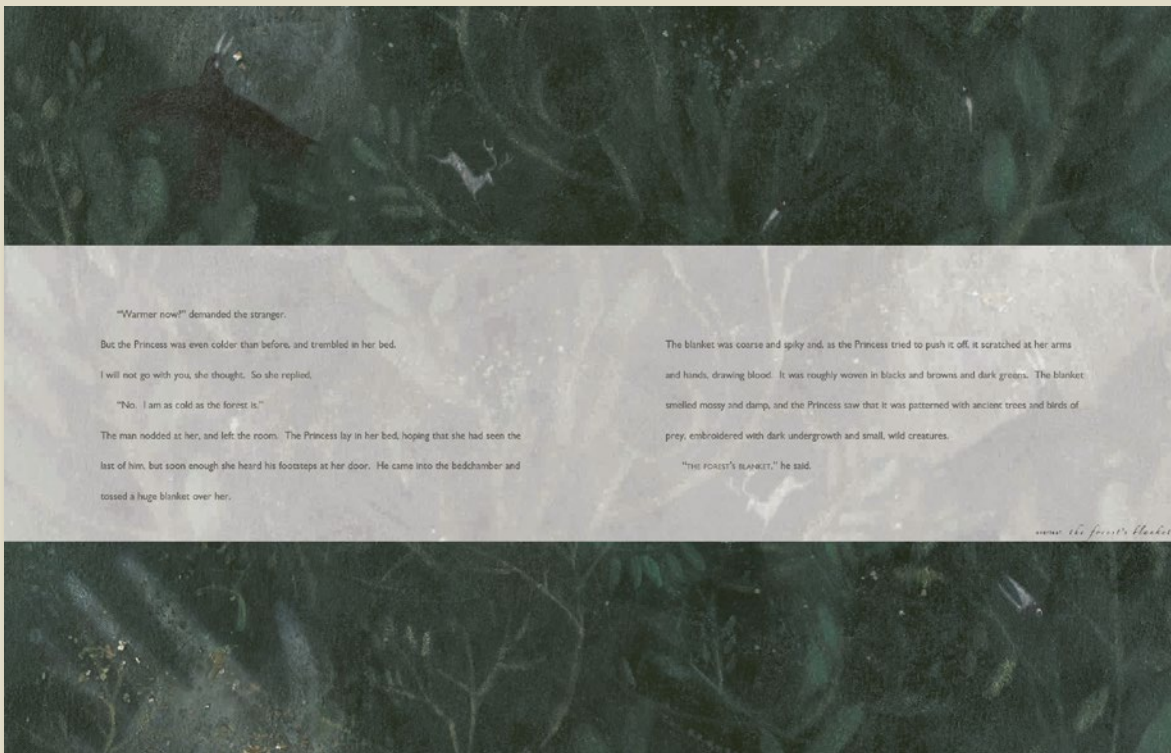 “Warmer now?” demanded the stranger.
But the Princess was even colder than before, and trembled in her bed.
I will not go with you, she thought. So she replied,
“No. I am as cold as the forest is.”
The man nodded at her, and left the room. The Princess lay in her bed, hoping that she had seen the
last of him, but soon enough she heard his footsteps at her door. He came into the bedchamber and
tossed a huge blanket over her.
The blanket was coarse and spiky and, as the Princess tried to push it off, it scratched at her arms
and hands, drawing blood. It was roughly woven in blacks and browns and dark greens. The blanket
smelled mossy and damp, and the Princess saw that it was patterned with ancient trees and birds of
prey, embroidered with dark undergrowth and small, wild creatures.
“THE FOREST’S BLANKET,” he said.
the forest’s blanket